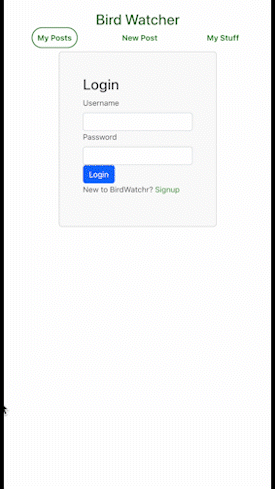 Bird Watcher
My Posts New Post My Stuff
Login
Username
Password
Login
New to BirdWatchr? Signup